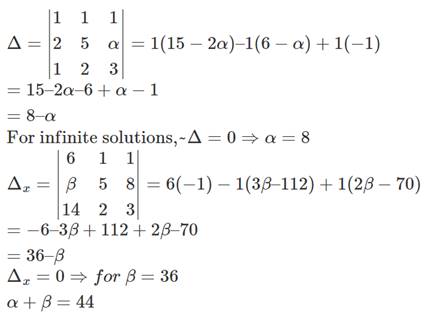 Δ = |1 1 1; 2 5 α; 1 2 3| = 1(15 − 2α)–1(6 − α) + 1(−1)
= 15–2α–6 + α − 1
= 8–α
For infinite solutions,~Δ = 0 ⇒ α = 8
Δₓ = |6 1 1; β 5 8; 14 2 3| = 6(−1) − 1(3β–112) + 1(2β − 70)
= −6–3β + 112 + 2β–70
= 36–β
Δₓ = 0 ⇒ for β = 36
α + β = 44